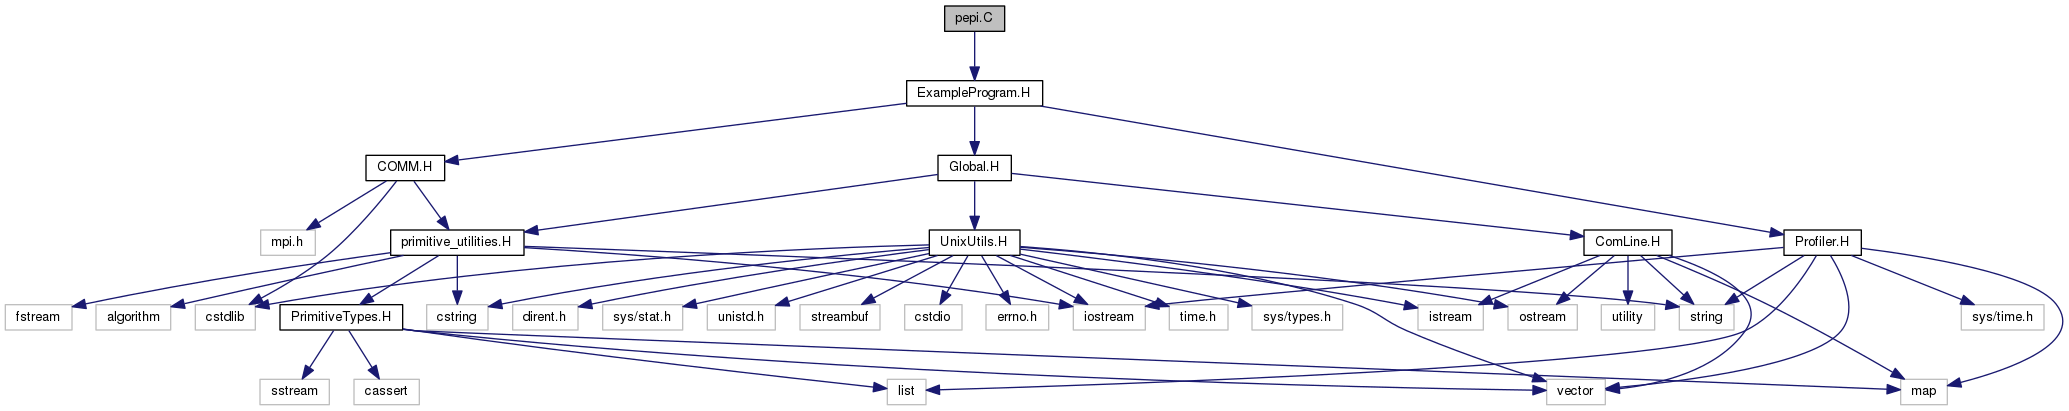 pepi.C
ExampleProgram.H
COMM.H
Global.H
mpi.h
primitive_utilities.H
UnixUtils.H
ComLine.H
Profiler.H
fstream
algorithm
cstdlib
PrimitiveTypes.H
cstring
dirent.h
sys/stat.h
unistd.h
streambuf
cstdio
errno.h
iostream
time.h
sys/types.h
istream
ostream
utility
string
sys/time.h
sstream
cassert
list
vector
map